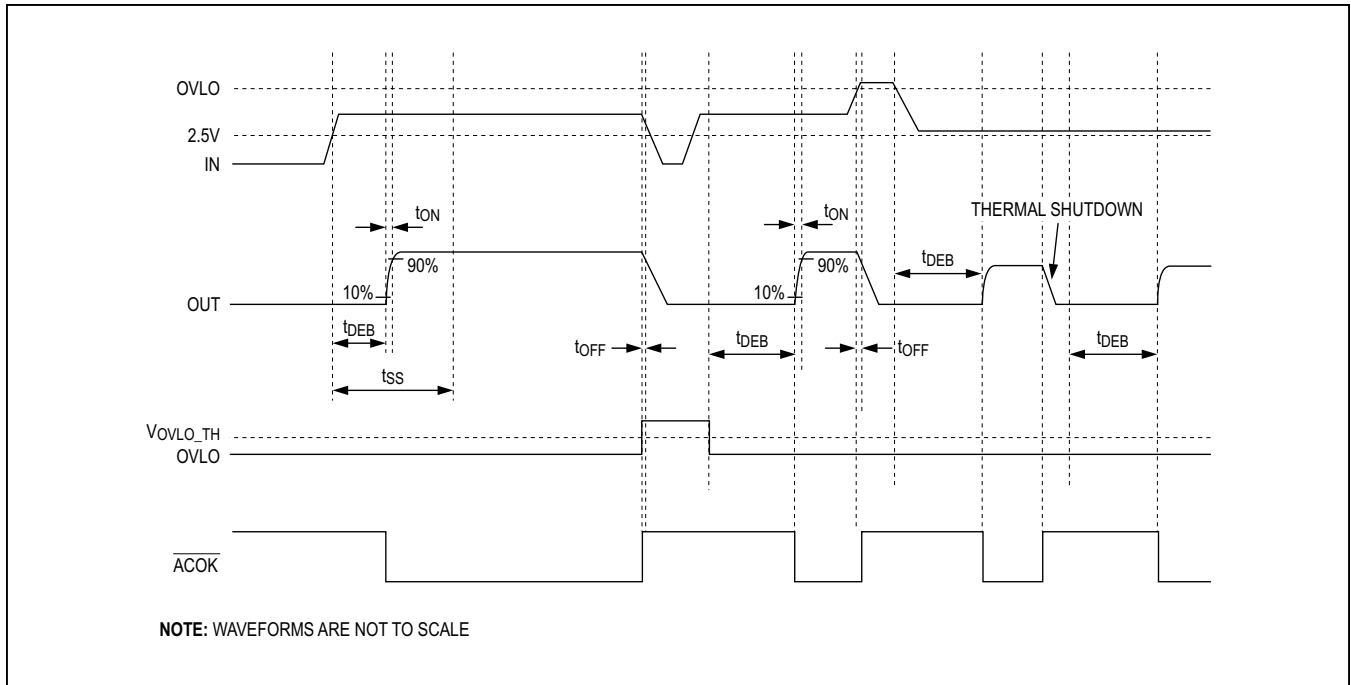 OVLO
2.5V
IN
tON
tON
THERMAL SHUTDOWN
90%
90%
tDEB
10%
10%
OUT
tDEB
tOFF
tDEB
tOFF
tDEB
tSS
VOVLO_TH
OVLO
ACOK
NOTE: WAVEFORMS ARE NOT TO SCALE